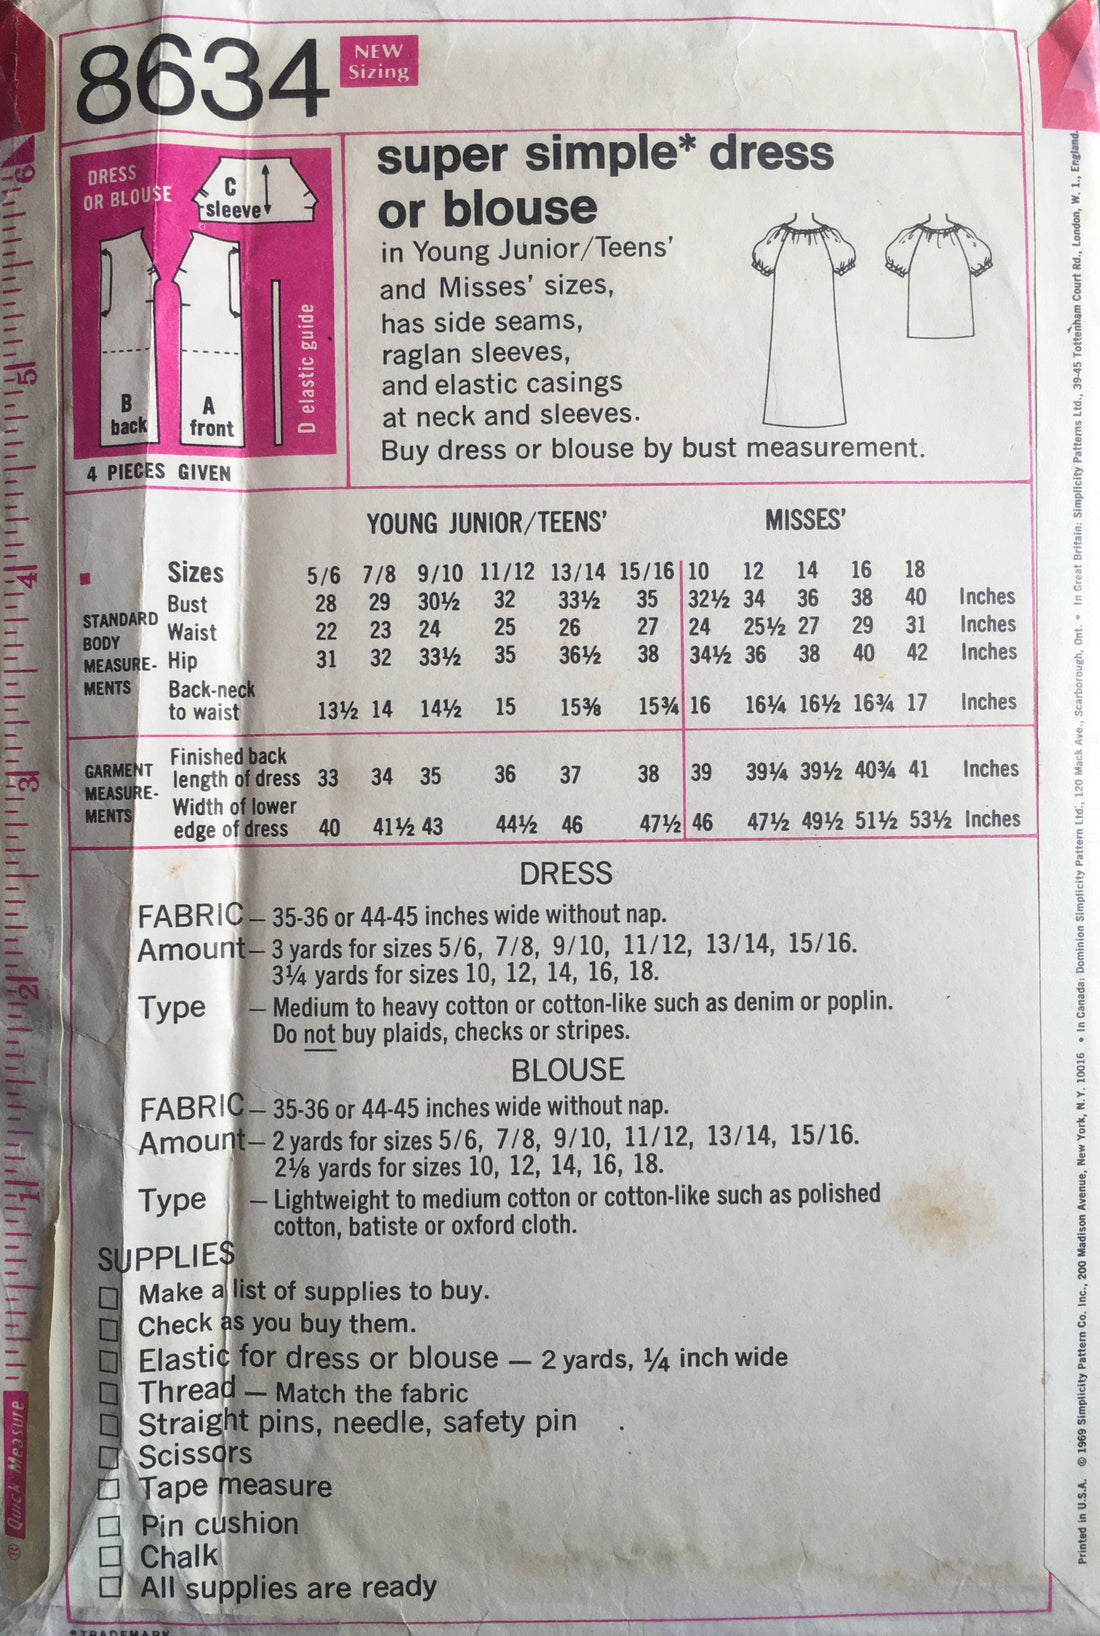 8634
NEW
Sizing
DRESS
OR BLOUSE
C
sleeve
B
back
A
front
D elastic guide
4 PIECES GIVEN
super simple* dress
or blouse
in Young Junior/Teens'
and Misses' sizes,
has side seams,
raglan sleeves,
and elastic casings
at neck and sleeves.
Buy dress or blouse by bust measurement.
YOUNG JUNIOR/TEENS' MISSES'
Sizes 5/6 7/8 9/10 11/12 13/14 15/16 10 12 14 16 18
STANDARD
BODY
MEASURE-
MENTS
Bust 28 29 30½ 32 33½ 35 32½ 34 36 38 40 Inches
Waist 22 23 24 25 26 27 24 25½ 27 29 31 Inches
Hip 31 32 33½ 35 36½ 38 34½ 36 38 40 42 Inches
Back-neck
to waist 13½ 14 14½ 15 15⅜ 15¾ 16 16¼ 16½ 16¾ 17 Inches
GARMENT
MEASURE-
MENTS
Finished back
length of dress 33 34 35 36 37 38 39 39¼ 39½ 40¾ 41 Inches
Width of lower
edge of dress 40 41½ 43 44½ 46 47½ 46 47½ 49½ 51½ 53½ Inches
DRESS
FABRIC – 35-36 or 44-45 inches wide without nap.
Amount – 3 yards for sizes 5/6, 7/8, 9/10, 11/12, 13/14, 15/16.
3¼ yards for sizes 10, 12, 14, 16, 18.
Type – Medium to heavy cotton or cotton-like such as denim or poplin.
Do not buy plaids, checks or stripes.
BLOUSE
FABRIC – 35-36 or 44-45 inches wide without nap.
Amount – 2 yards for sizes 5/6, 7/8, 9/10, 11/12, 13/14, 15/16.
2⅛ yards for sizes 10, 12, 14, 16, 18.
Type – Lightweight to medium cotton or cotton-like such as polished
cotton, batiste or oxford cloth.
SUPPLIES
Make a list of supplies to buy.
Check as you buy them.
Elastic for dress or blouse — 2 yards, ¼ inch wide
Thread — Match the fabric
Straight pins, needle, safety pin
Scissors
Tape measure
Pin cushion
Chalk
All supplies are ready
*TRADEMARK
6
5
4
3
2
1
® Quick Measure
Printed in U.S.A. © 1969 Simplicity Pattern Co. Inc., 200 Madison Avenue, New York, N.Y. 10016 • In Canada: Dominion Simplicity Pattern Ltd., 120 Mack Ave., Scarborough, Ont. • In Great Britain: Simplicity Patterns Ltd., 39-45 Tottenham Court Rd., London, W. 1., England.